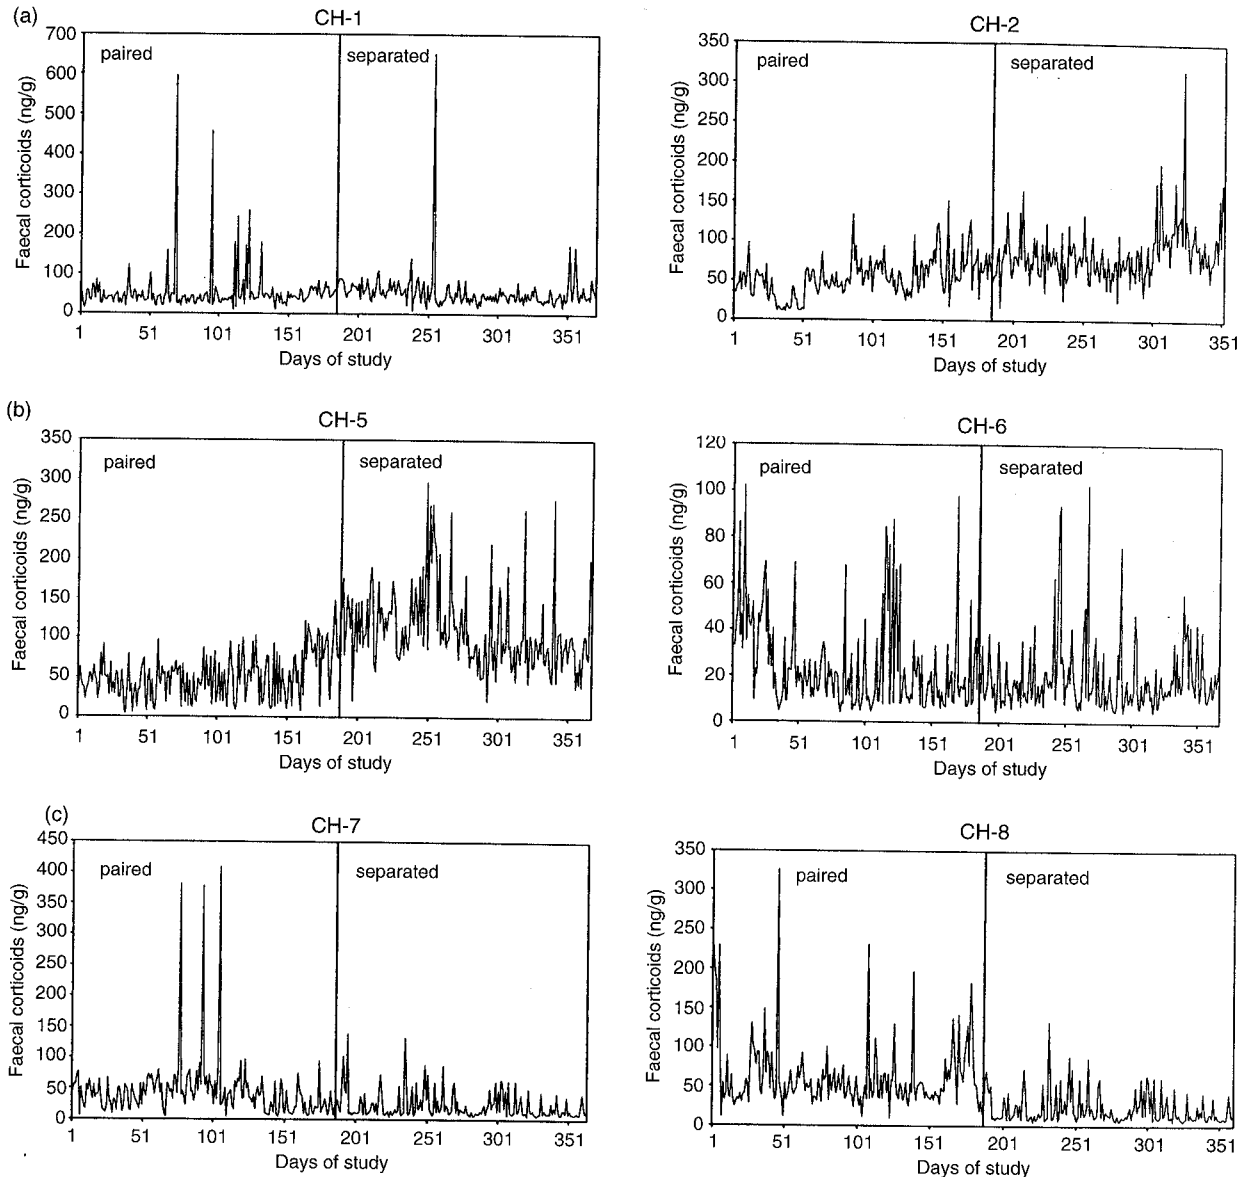 (a)
CH-1
Faecal corticoids (ng/g)
700
600
500
400
300
200
100
0
paired
separated
1 51 101 151 201 251 301 351
Days of study
CH-2
Faecal corticoids (ng/g)
350
300
250
200
150
100
50
0
paired
separated
1 51 101 151 201 251 301 351
Days of study
(b)
CH-5
Faecal corticoids (ng/g)
350
300
250
200
150
100
50
0
paired
separated
1 51 101 151 201 251 301 351
Days of study
CH-6
Faecal corticoids (ng/g)
120
100
80
60
40
20
0
paired
separated
1 51 101 151 201 251 301 351
Days of study
(c)
CH-7
Faecal corticoids (ng/g)
450
400
350
300
250
200
150
100
50
0
paired
separated
1 51 101 151 201 251 301 351
Days of study
CH-8
Faecal corticoids (ng/g)
350
300
250
200
150
100
50
0
paired
separated
1 51 101 151 201 251 301 351
Days of study